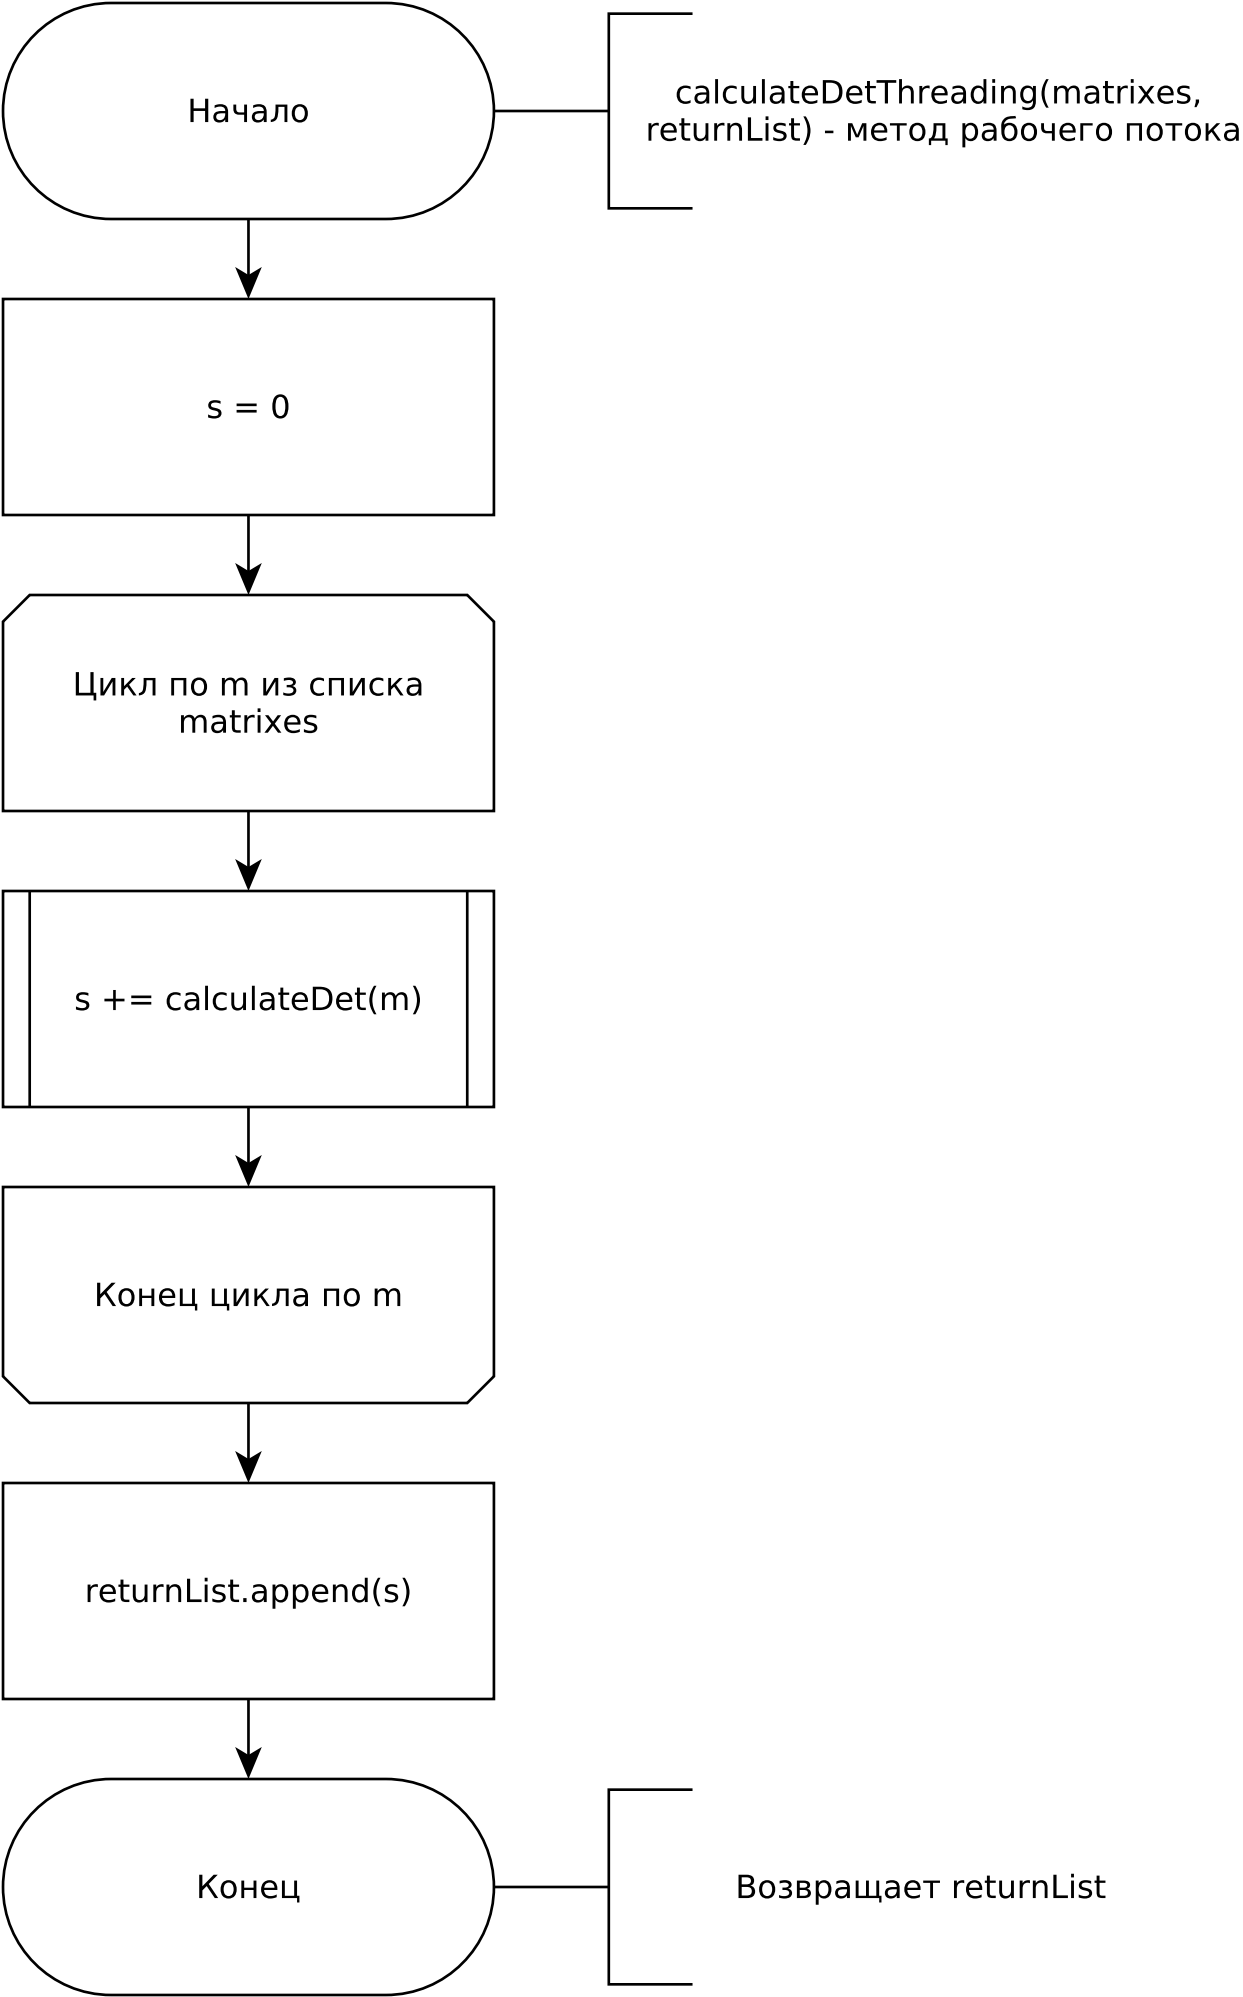 Начало
calculateDetThreading(matrixes,
returnList) - метод рабочего потока
s = 0
Цикл по m из списка
matrixes
s += calculateDet(m)
Конец цикла по m
returnList.append(s)
Конец
Возвращает returnList